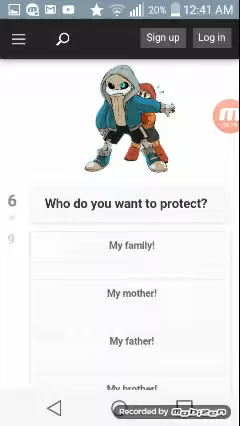 20% 12:41 AM
Sign up Log in
6
Who do you want to protect?
9
My family!
My mother!
My father!
My brother!
Recorded by Mobizen